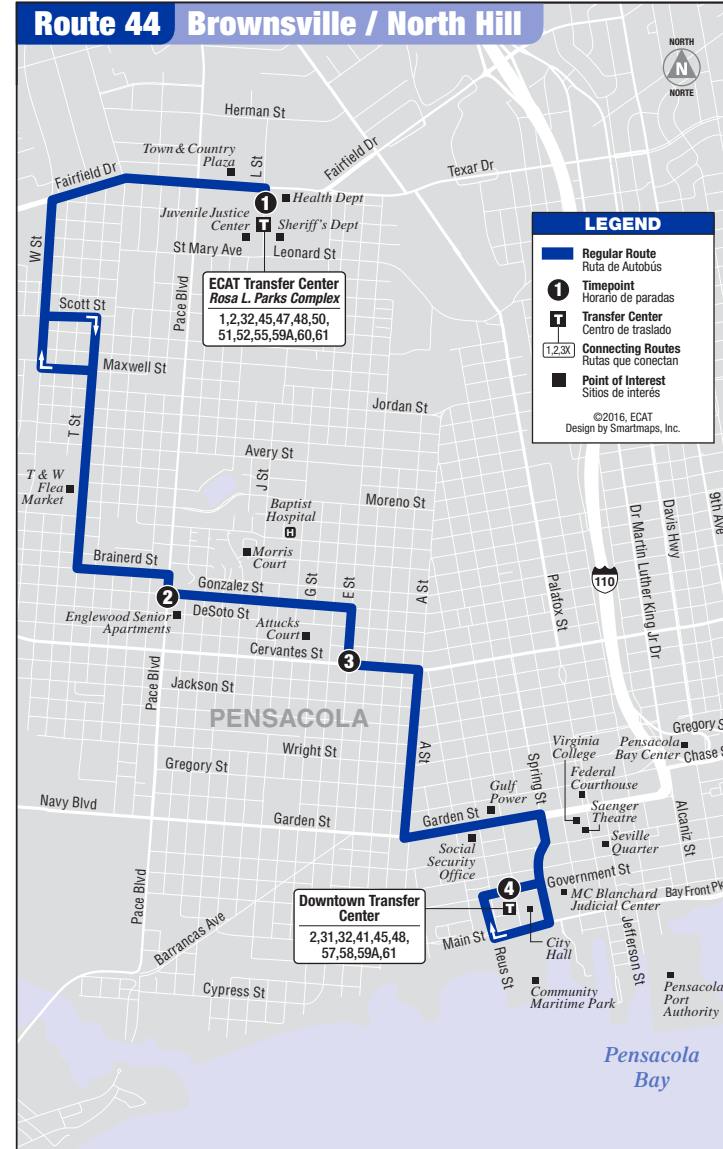 Route 44 Brownsville / North Hill
NORTH
N
NORTE
Herman St
Town & Country
Plaza
L St
Fairfield Dr
Fairfield Dr
Texar Dr
1
Health Dept
Juvenile Justice
Center
T
Sheriff's Dept
St Mary Ave
Leonard St
W St
Pace Blvd
ECAT Transfer Center
Rosa L. Parks Complex
1,2,32,45,47,48,50,
51,52,55,59A,60,61
LEGEND
Regular Route
Ruta de Autobús
1
Timepoint
Horario de paradas
T
Transfer Center
Centro de traslado
1,2,3X
Connecting Routes
Rutas que conectan
Point of Interest
Sitios de interés
©2016, ECAT
Design by Smartmaps, Inc.
Scott St
Maxwell St
T St
Jordan St
Avery St
J St
T & W
Flea
Market
Baptist
Hospital
H
Moreno St
Morris
Court
Brainerd St
Gonzalez St
G St
E St
A St
2
DeSoto St
Englewood Senior
Apartments
Attucks
Court
Cervantes St
3
Palafox St
110
Dr Martin Luther King Jr Dr
Davis Hwy
9th Ave
Pace Blvd
Jackson St
PENSACOLA
Wright St
Gregory St
A St
Navy Blvd
Garden St
Garden St
Gulf
Power
Spring St
Virginia
College
Federal
Courthouse
Saenger
Theatre
Seville
Quarter
Pensacola
Bay Center
Gregory S
Chase S
Alcaniz St
Social
Security
Office
Government St
4
T
MC Blanchard
Judicial Center
Bay Front Pk
Downtown Transfer
Center
2,31,32,41,45,48,
57,58,59A,61
Pace Blvd
Barrancas Ave
Main St
Reus St
City
Hall
Jefferson St
Cypress St
Community
Maritime Park
Pensacola
Port
Authority
Pensacola
Bay